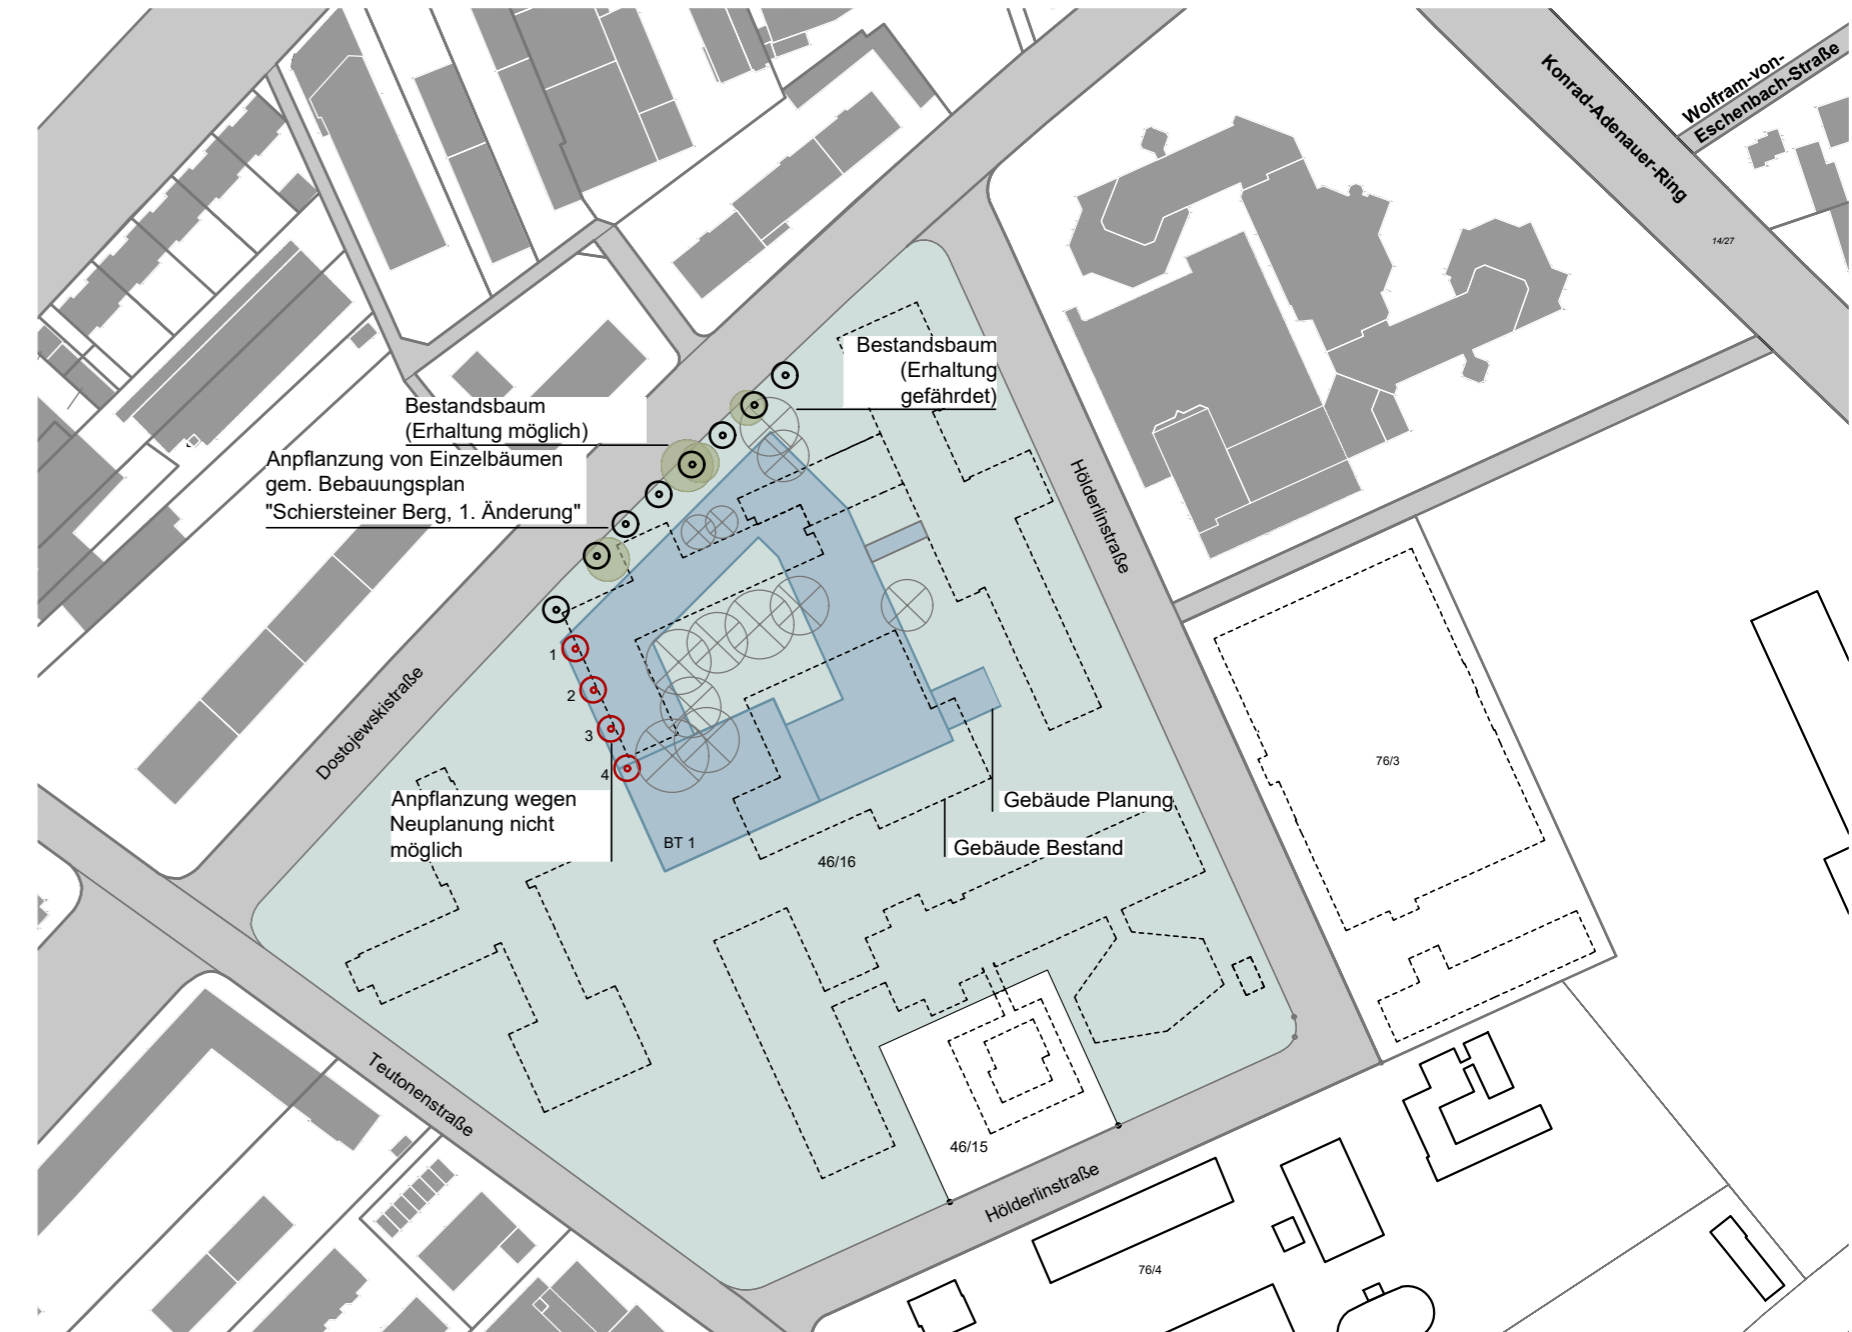 Konrad-Adenauer-Ring
Wolfram-von-
Eschenbach-Straße
14/27
Bestandsbaum
(Erhaltung
gefährdet)
Bestandsbaum
(Erhaltung möglich)
Anpflanzung von Einzelbäumen
gem. Bebauungsplan
"Schiersteiner Berg, 1. Änderung"
Hölderlinstraße
Dostojewskistraße
1
2
3
4
Anpflanzung wegen
Neuplanung nicht
möglich
BT 1
Gebäude Planung
Gebäude Bestand
46/16
76/3
Teutonenstraße
46/15
Hölderlinstraße
76/4